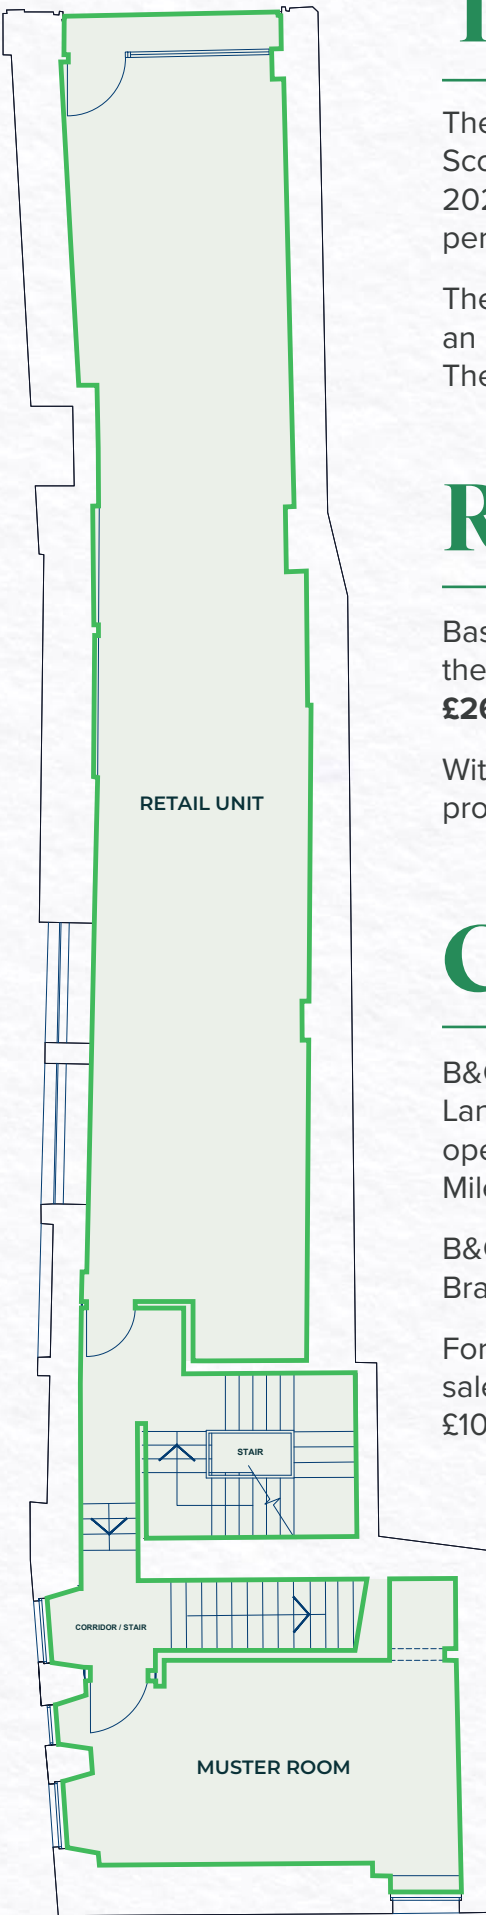 RETAIL UNIT
STAIR
CORRIDOR / STAIR
MUSTER ROOM
The
Sco
202
per
The
an
The
R
Bas
the
£26
Wit
pro
C
B&
Lan
ope
Mile
B&
Bra
For
sale
£10